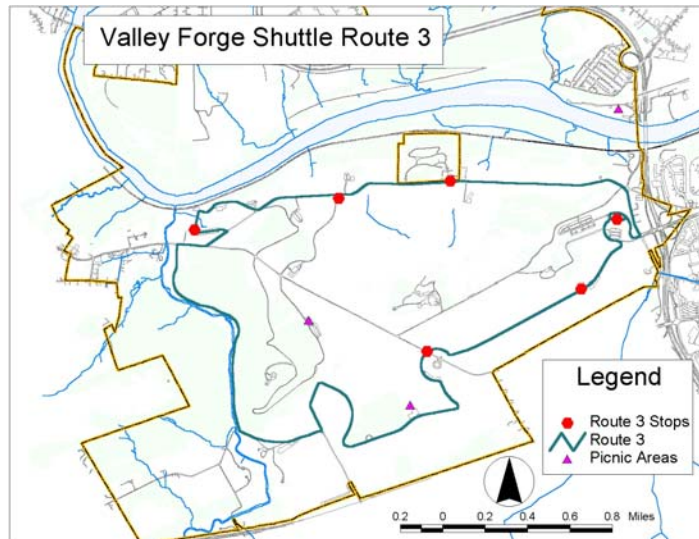 Valley Forge Shuttle Route 3
Legend
Route 3 Stops
Route 3
Picnic Areas
0.2 0 0.2 0.4 0.6 0.8 Miles